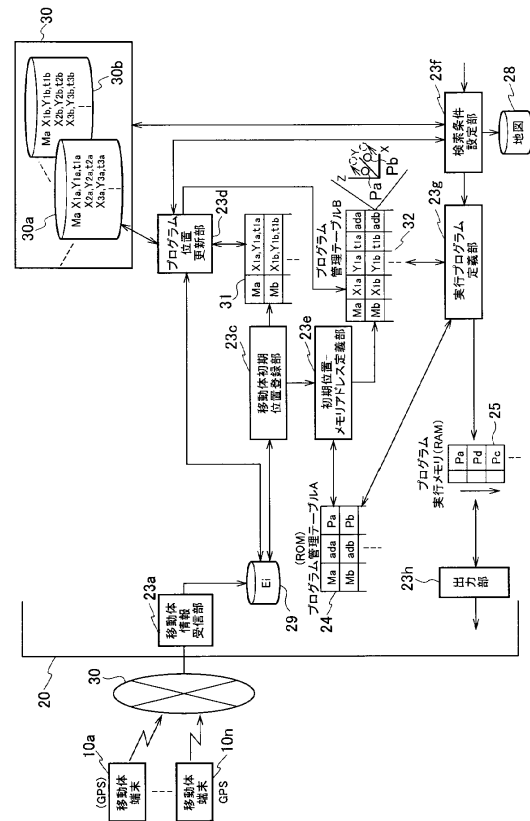 30
30b
Ma X1b,Y1b,t1b
X2b,Y2b,t2b
X3b,Y3b,t3b
30a
Ma X1a,Y1a,t1a
X2a,Y2a,t2a
X3a,Y3a,t3a
23f
検索条件
設定部
28
地図
23d
プログラム
位置
更新部
31
Ma X1a,Y1a,t1a
Mb X1b,Y1b,t1b
プログラム
管理テーブルB
Ma X1a Y1a t1a ada
Mb X1b Y1b t1b adb
32
Z
Y
X
Pa
Pb
23g
実行プログラム
定義部
23c
移動体初期
位置登録部
23e
初期位置-
メモリアドレス定義部
プログラム
実行メモリ(RAM)
25
Pa
Pd
Pc
(ROM)
プログラム管理テーブルA
Ma ada Pa
Mb adb Pb
24
23h
出力部
23a
移動体
情報
受信部
Ei
29
20
30
10a
(GPS)
移動体
端末
10n
移動体
端末
GPS